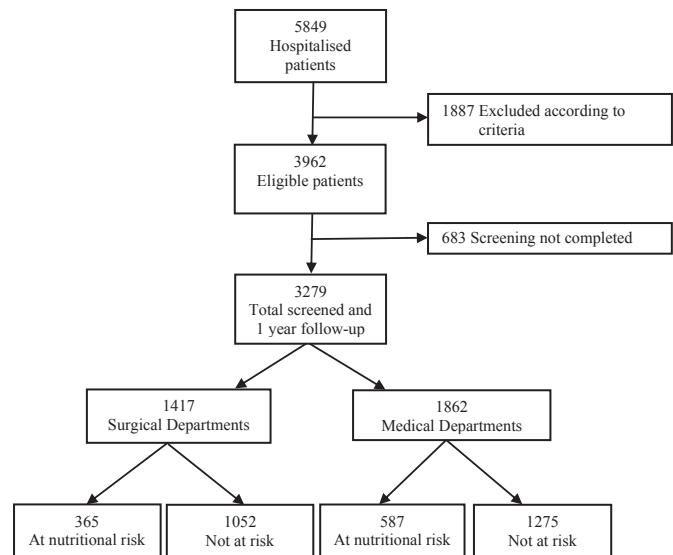 5849
Hospitalised
patients
1887 Excluded according to
criteria
3962
Eligible patients
683 Screening not completed
3279
Total screened and
1 year follow-up
1417
Surgical Departments
1862
Medical Departments
365
At nutritional risk
1052
Not at risk
587
At nutritional risk
1275
Not at risk